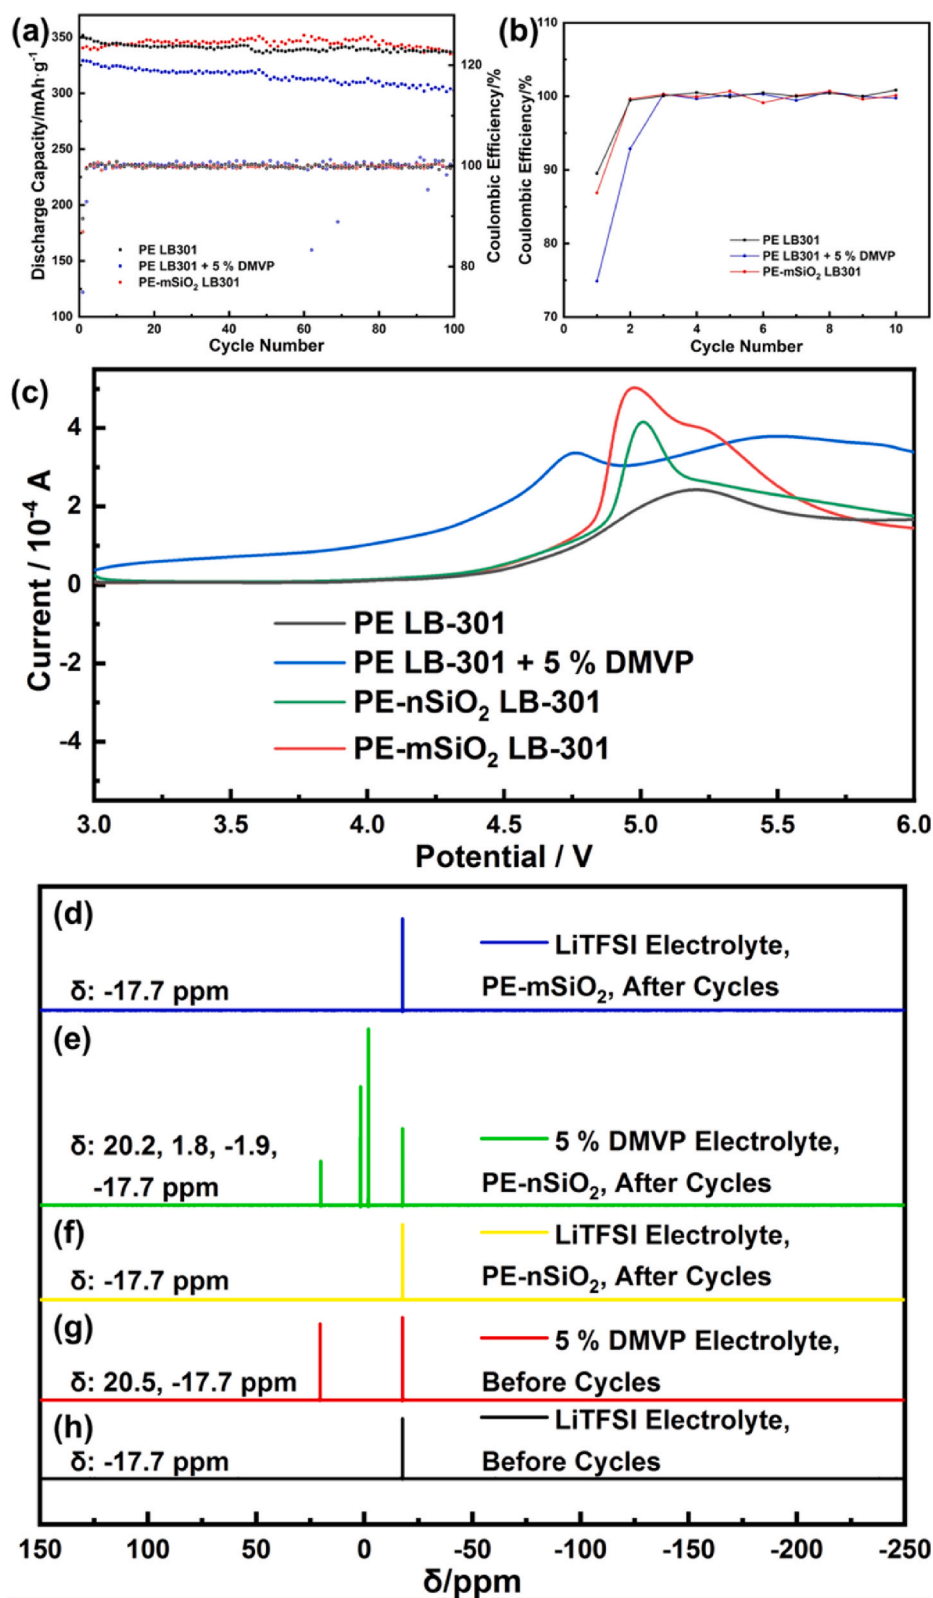 (a)
350
300
250
200
150
100
120
100
80
Discharge Capacity/mAh·g⁻¹
Coulombic Efficiency/%
PE LB301
PE LB301 + 5 % DMVP
PE-mSiO₂ LB301
0 20 40 60 80 100
Cycle Number
(b)
110
100
90
80
70
Coulombic Efficiency/%
PE LB301
PE LB301 + 5 % DMVP
PE-mSiO₂ LB301
0 2 4 6 8 10
Cycle Number
(c)
4
2
0
-2
-4
Current / 10⁻⁴ A
PE LB-301
PE LB-301 + 5 % DMVP
PE-nSiO₂ LB-301
PE-mSiO₂ LB-301
3.0 3.5 4.0 4.5 5.0 5.5 6.0
Potential / V
(d)
δ: -17.7 ppm
LiTFSI Electrolyte,
PE-mSiO₂, After Cycles
(e)
δ: 20.2, 1.8, -1.9,
-17.7 ppm
5 % DMVP Electrolyte,
PE-nSiO₂, After Cycles
(f)
δ: -17.7 ppm
LiTFSI Electrolyte,
PE-nSiO₂, After Cycles
(g)
δ: 20.5, -17.7 ppm
5 % DMVP Electrolyte,
Before Cycles
(h)
δ: -17.7 ppm
LiTFSI Electrolyte,
Before Cycles
150 100 50 0 -50 -100 -150 -200 -250
δ/ppm